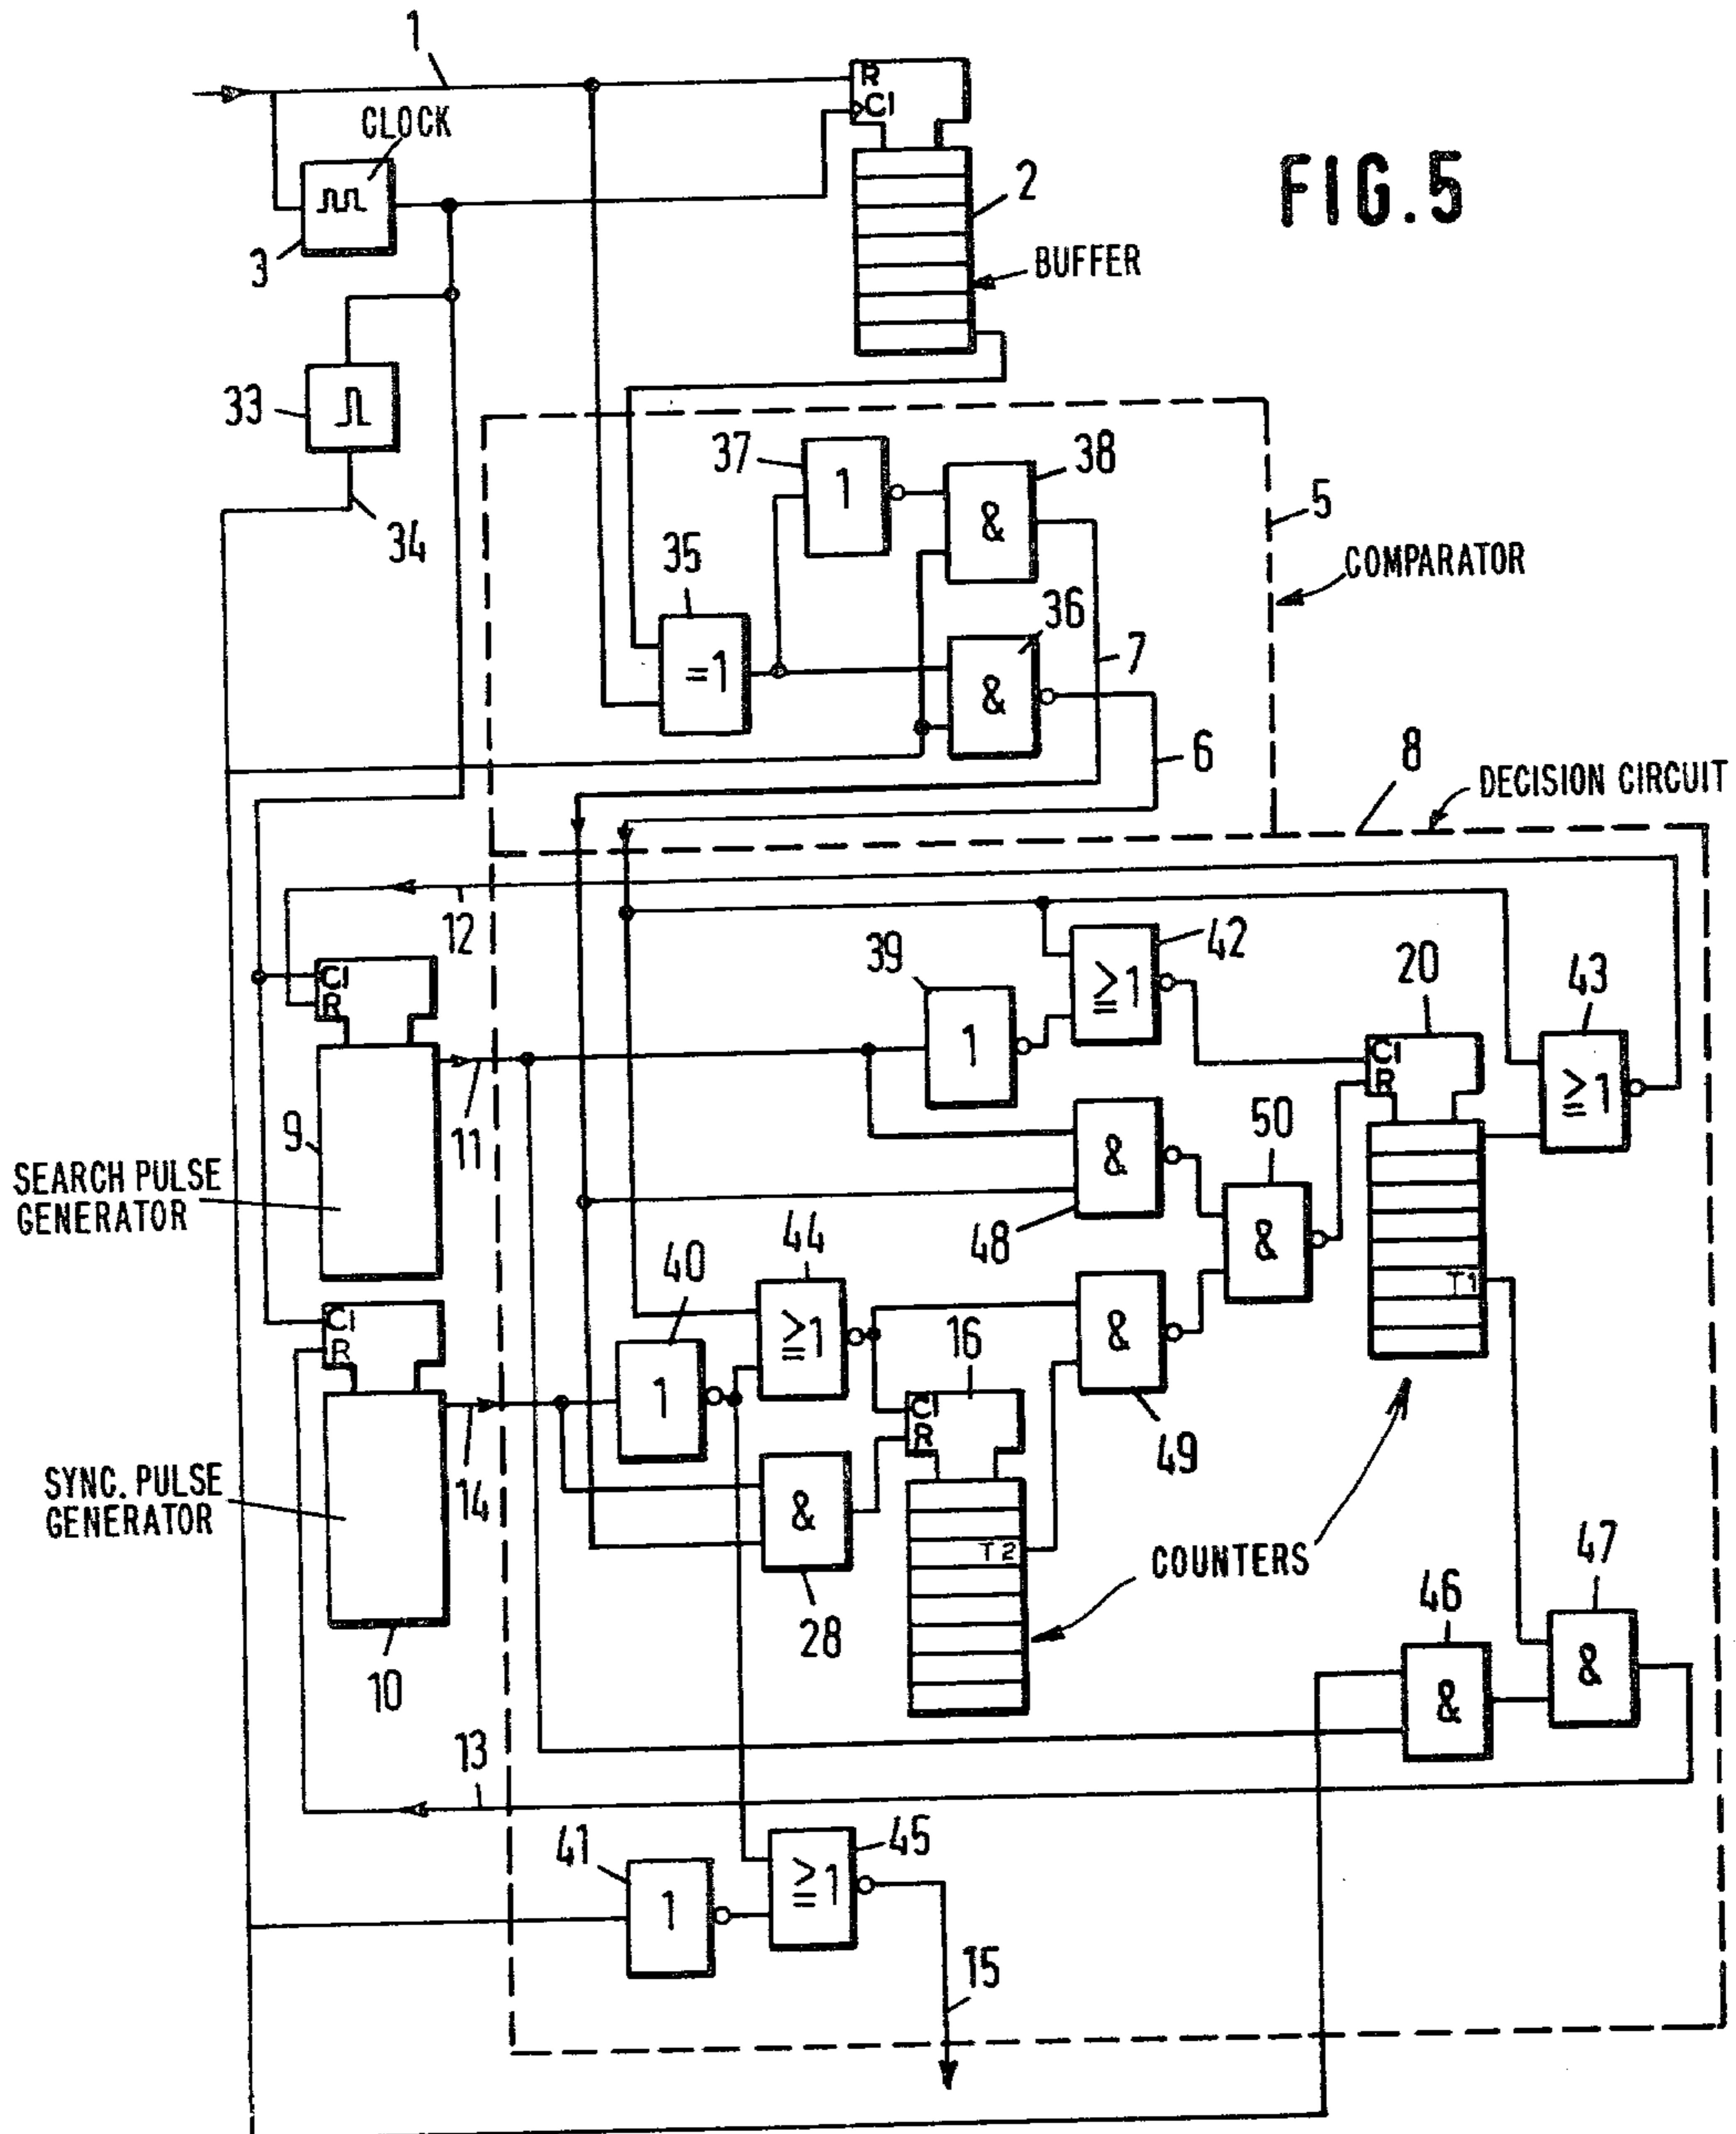 1
CLOCK
3
R
CI
2
BUFFER
FIG.5
33
34
37
1
38
&
35
=1
36
&
7
6
5
COMPARATOR
8
DECISION CIRCUIT
12
CI
R
9
11
SEARCH PULSE
GENERATOR
39
1
42
≥1
20
CI
R
T1
43
≥1
&
48
50
&
44
≥1
40
1
&
49
16
CI
R
T2
CI
R
14
SYNC. PULSE
GENERATOR
10
&
28
COUNTERS
46
&
47
&
13
41
1
45
≥1
15